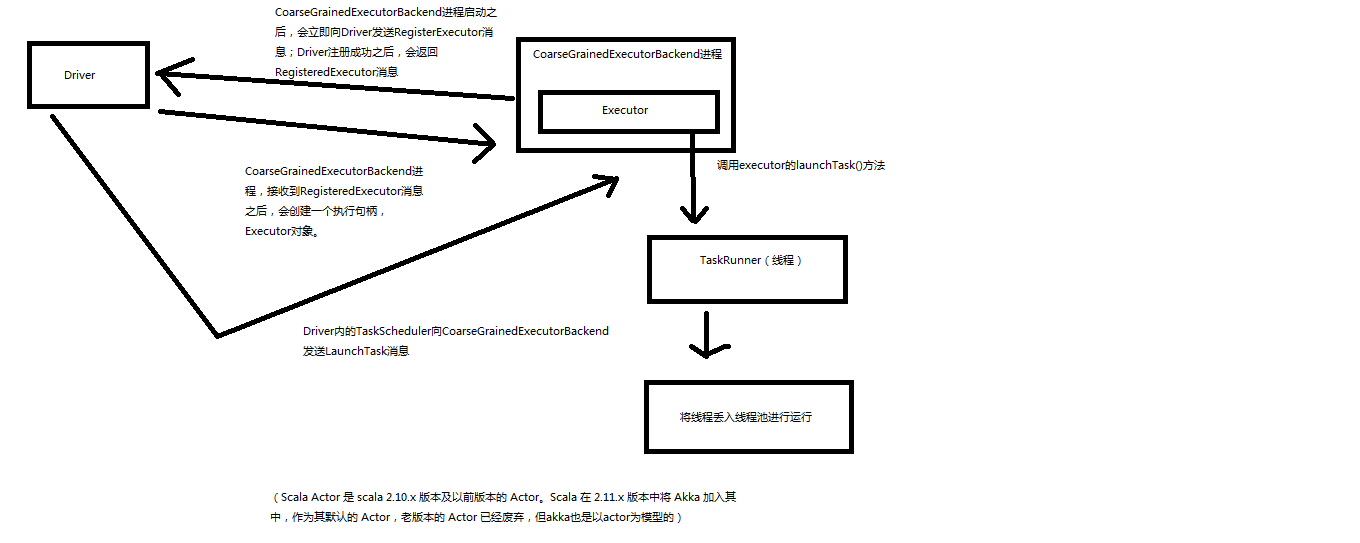 CoarseGrainedExecutorBackend进程启动之
后，会立即向Driver发送RegisterExecutor消
息；Driver注册成功之后，会返回
RegisteredExecutor消息
Driver
CoarseGrainedExecutorBackend进程
Executor
调用executor的launchTask()方法
CoarseGrainedExecutorBackend进
程，接收到RegisteredExecutor消息
之后，会创建一个执行句柄，
Executor对象。
TaskRunner（线程）
Driver内的TaskScheduler向CoarseGrainedExecutorBackend
发送LaunchTask消息
将线程丢入线程池进行运行
（Scala Actor 是 scala 2.10.x 版本及以前版本的 Actor。Scala 在 2.11.x 版本中将 Akka 加入其
中，作为其默认的 Actor，老版本的 Actor 已经废弃，但akka也是以actor为模型的）